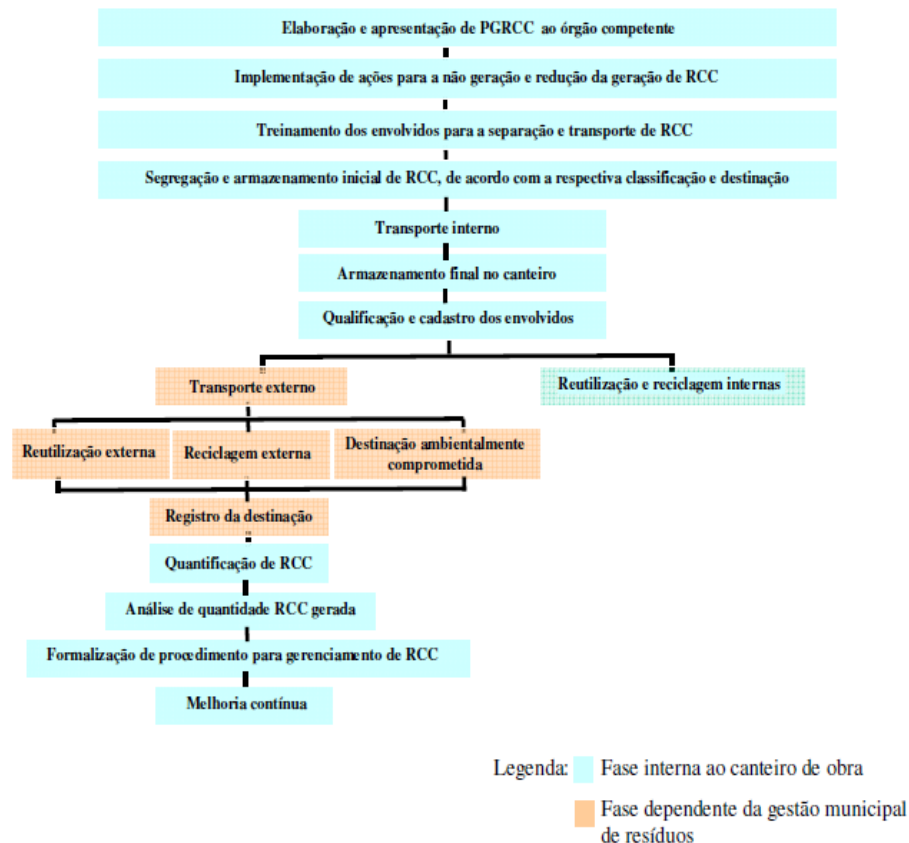 Elaboração e apresentação de PGRCC ao órgão competente
Implementação de ações para a não geração e redução da geração de RCC
Treinamento dos envolvidos para a separação e transporte de RCC
Segregação e armazenamento inicial de RCC, de acordo com a respectiva classificação e destinação
Transporte interno
Armazenamento final no canteiro
Qualificação e cadastro dos envolvidos
Transporte externo
Reutilização e reciclagem internas
Reutilização externa
Reciclagem externa
Destinação ambientalmente
comprometida
Registro da destinação
Quantificação de RCC
Análise de quantidade RCC gerada
Formalização de procedimento para gerenciamento de RCC
Melhoria contínua
Legenda:
Fase interna ao canteiro de obra
Fase dependente da gestão municipal
de resíduos